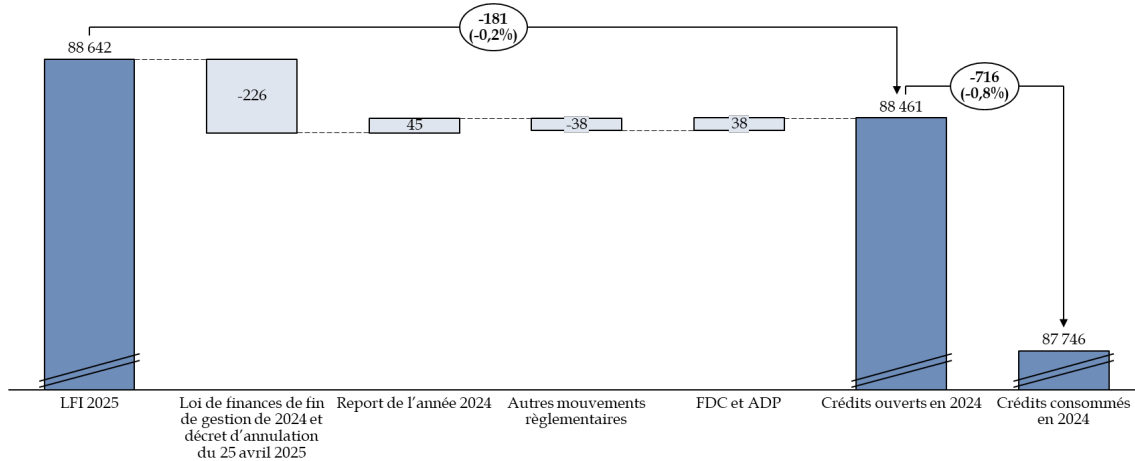 -181
(-0,2%)
88 642
-716
(-0,8%)
-226
88 461
45
-38
38
87 746
LFI 2025
Loi de finances de fin
de gestion de 2024 et
décret d’annulation
du 25 avril 2025
Report de l’année 2024
Autres mouvements
règlementaires
FDC et ADP
Crédits ouverts en 2024
Crédits consommés
en 2024